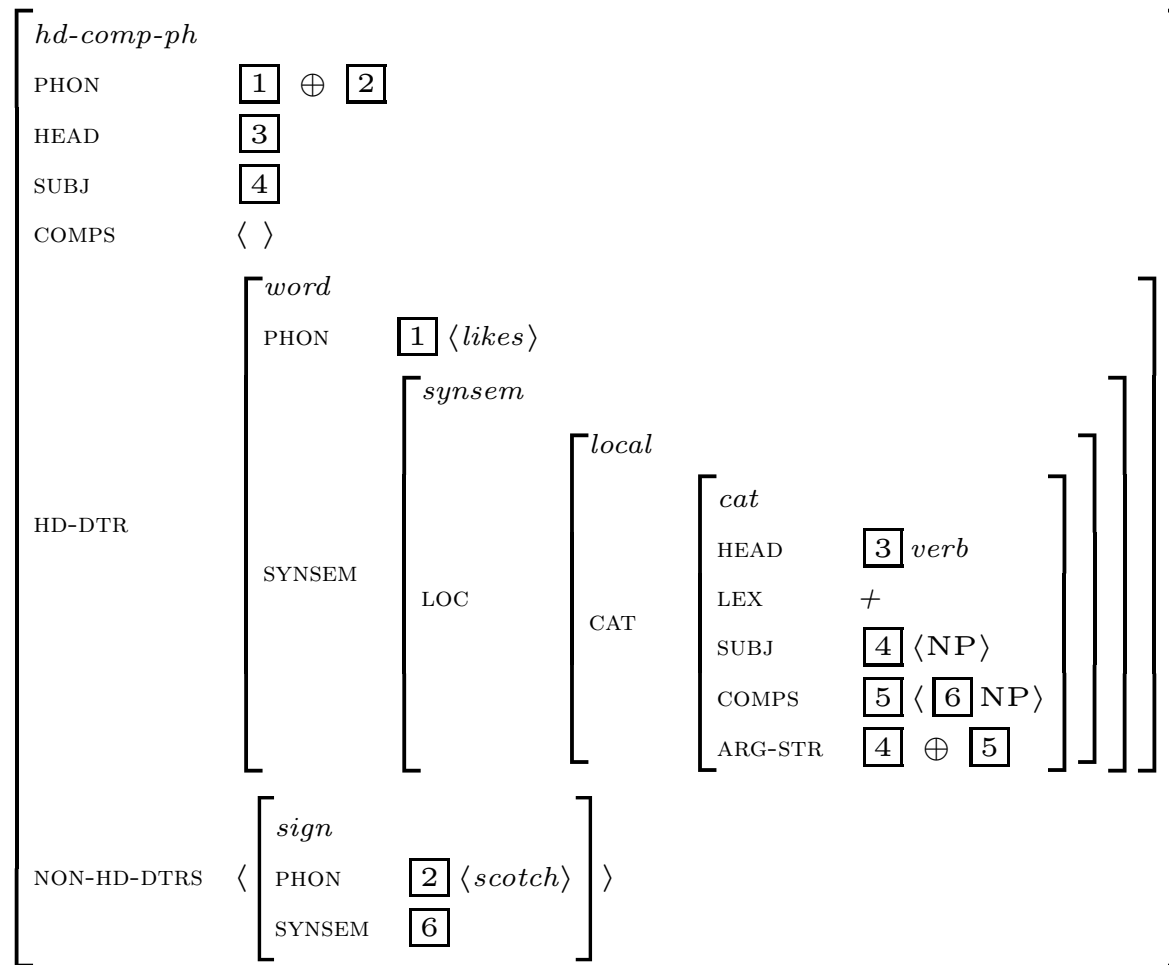 hd-comp-ph
PHON 1 ⊕ 2
HEAD 3
SUBJ 4
COMPS ⟨ ⟩
word
PHON 1 ⟨likes⟩
synsem
local
cat
HD-DTR
HEAD 3 verb
SYNSEM
LOC
LEX +
CAT
SUBJ 4 ⟨NP⟩
COMPS 5 ⟨ 6 NP⟩
ARG-STR 4 ⊕ 5
sign
NON-HD-DTRS ⟨ PHON 2 ⟨scotch⟩ ⟩
SYNSEM 6